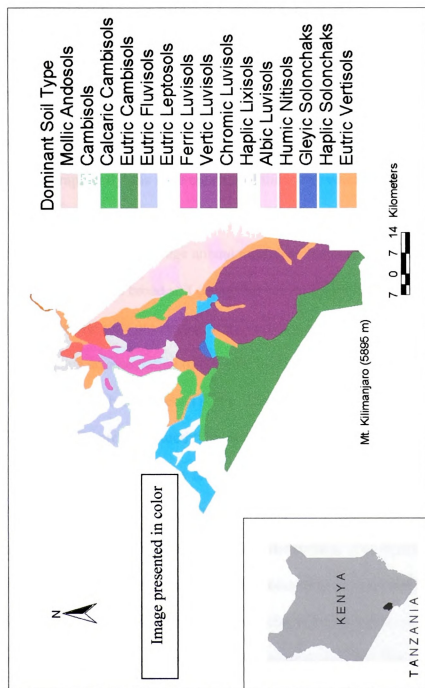 Dominant Soil Type
Mollic Andosols
Cambisols
Calcaric Cambisols
Eutric Cambisols
Eutric Fluvisols
Eutric Leptosols
Ferric Luvisols
Vertic Luvisols
Chromic Luvisols
Haplic Lixisols
Albic Luvisols
Humic Nitisols
Gleyic Solonchaks
Haplic Solonchaks
Eutric Vertisols
7 0 7 14 Kilometers
Mt. Kilimanjaro (5895 m)
N
Image presented in color
KENYA
TANZANIA